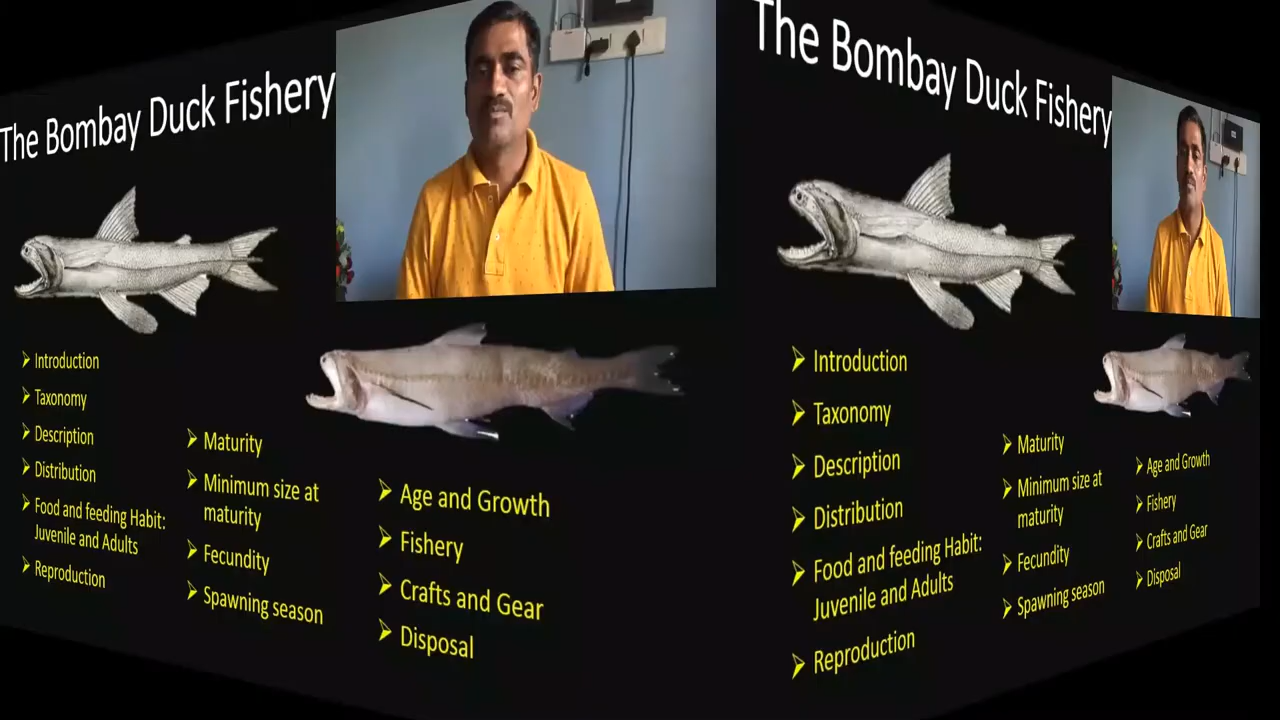 The Bombay Duck Fishery
Introduction
Taxonomy
Description
Distribution
Food and feeding Habit:
Juvenile and Adults
Reproduction
Maturity
Minimum size at
maturity
Fecundity
Spawning season
Age and Growth
Fishery
Crafts and Gear
Disposal
The Bombay Duck Fishery
Introduction
Taxonomy
Description
Distribution
Food and feeding Habit:
Juvenile and Adults
Reproduction
Maturity
Minimum size at
maturity
Fecundity
Spawning season
Age and Growth
Fishery
Crafts and Gear
Disposal